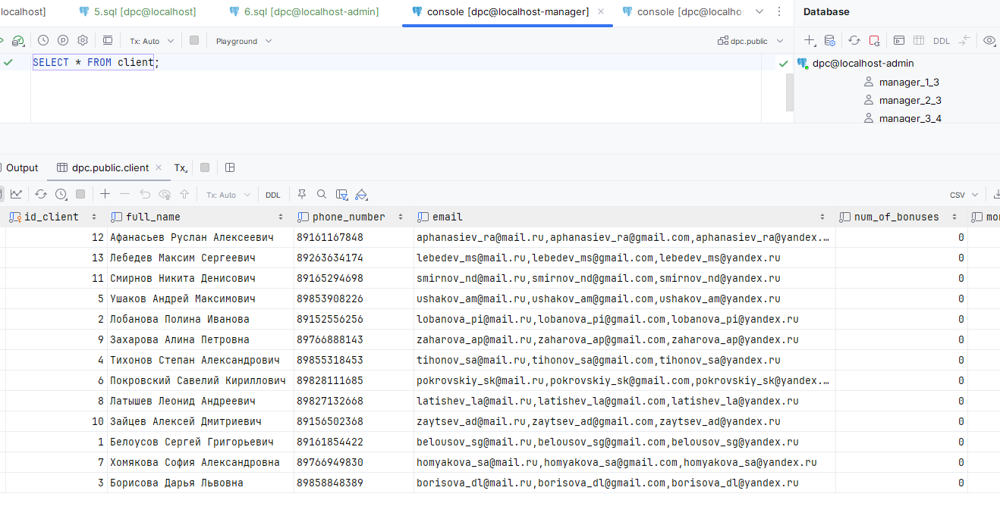 localhost] 5.sql [dpc@localhost] 6.sql [dpc@localhost-admin] console [dpc@localhost-manager] console [dpc@localho Database
Tx: Auto Playground dpc.public DDL
SELECT * FROM client; dpc@localhost-admin
manager_1_3
manager_2_3
manager_3_4
Output dpc.public.client Tx
Tx: Auto DDL CSV
id_client full_name phone_number email num_of_bonuses mo
12 Афанасьев Руслан Алексеевич 89161167848 aphanasiev_ra@mail.ru,aphanasiev_ra@gmail.com,aphanasiev_ra@yandex.… 0
13 Лебедев Максим Сергеевич 89263634174 lebedev_ms@mail.ru,lebedev_ms@gmail.com,lebedev_ms@yandex.ru 0
11 Смирнов Никита Денисович 89165294698 smirnov_nd@mail.ru,smirnov_nd@gmail.com,smirnov_nd@yandex.ru 0
5 Ушаков Андрей Максимович 89853908226 ushakov_am@mail.ru,ushakov_am@gmail.com,ushakov_am@yandex.ru 0
2 Лобанова Полина Иванова 89152556256 lobanova_pi@mail.ru,lobanova_pi@gmail.com,lobanova_pi@yandex.ru 0
9 Захарова Алина Петровна 89766888143 zaharova_ap@mail.ru,zaharova_ap@gmail.com,zaharova_ap@yandex.ru 0
4 Тихонов Степан Александрович 89855318453 tihonov_sa@mail.ru,tihonov_sa@gmail.com,tihonov_sa@yandex.ru 0
6 Покровский Савелий Кириллович 89828111685 pokrovskiy_sk@mail.ru,pokrovskiy_sk@gmail.com,pokrovskiy_sk@yandex.… 0
8 Латышев Леонид Андреевич 89827132668 latishev_la@mail.ru,latishev_la@gmail.com,latishev_la@yandex.ru 0
10 Зайцев Алексей Дмитриевич 89156502368 zaytsev_ad@mail.ru,zaytsev_ad@gmail.com,zaytsev_ad@yandex.ru 0
1 Белоусов Сергей Григорьевич 89161854422 belousov_sg@mail.ru,belousov_sg@gmail.com,belousov_sg@yandex.ru 0
7 Хомякова София Александровна 89766949830 homyakova_sa@mail.ru,homyakova_sa@gmail.com,homyakova_sa@yandex.ru 0
3 Борисова Дарья Львовна 89858848389 borisova_dl@mail.ru,borisova_dl@gmail.com,borisova_dl@yandex.ru 0